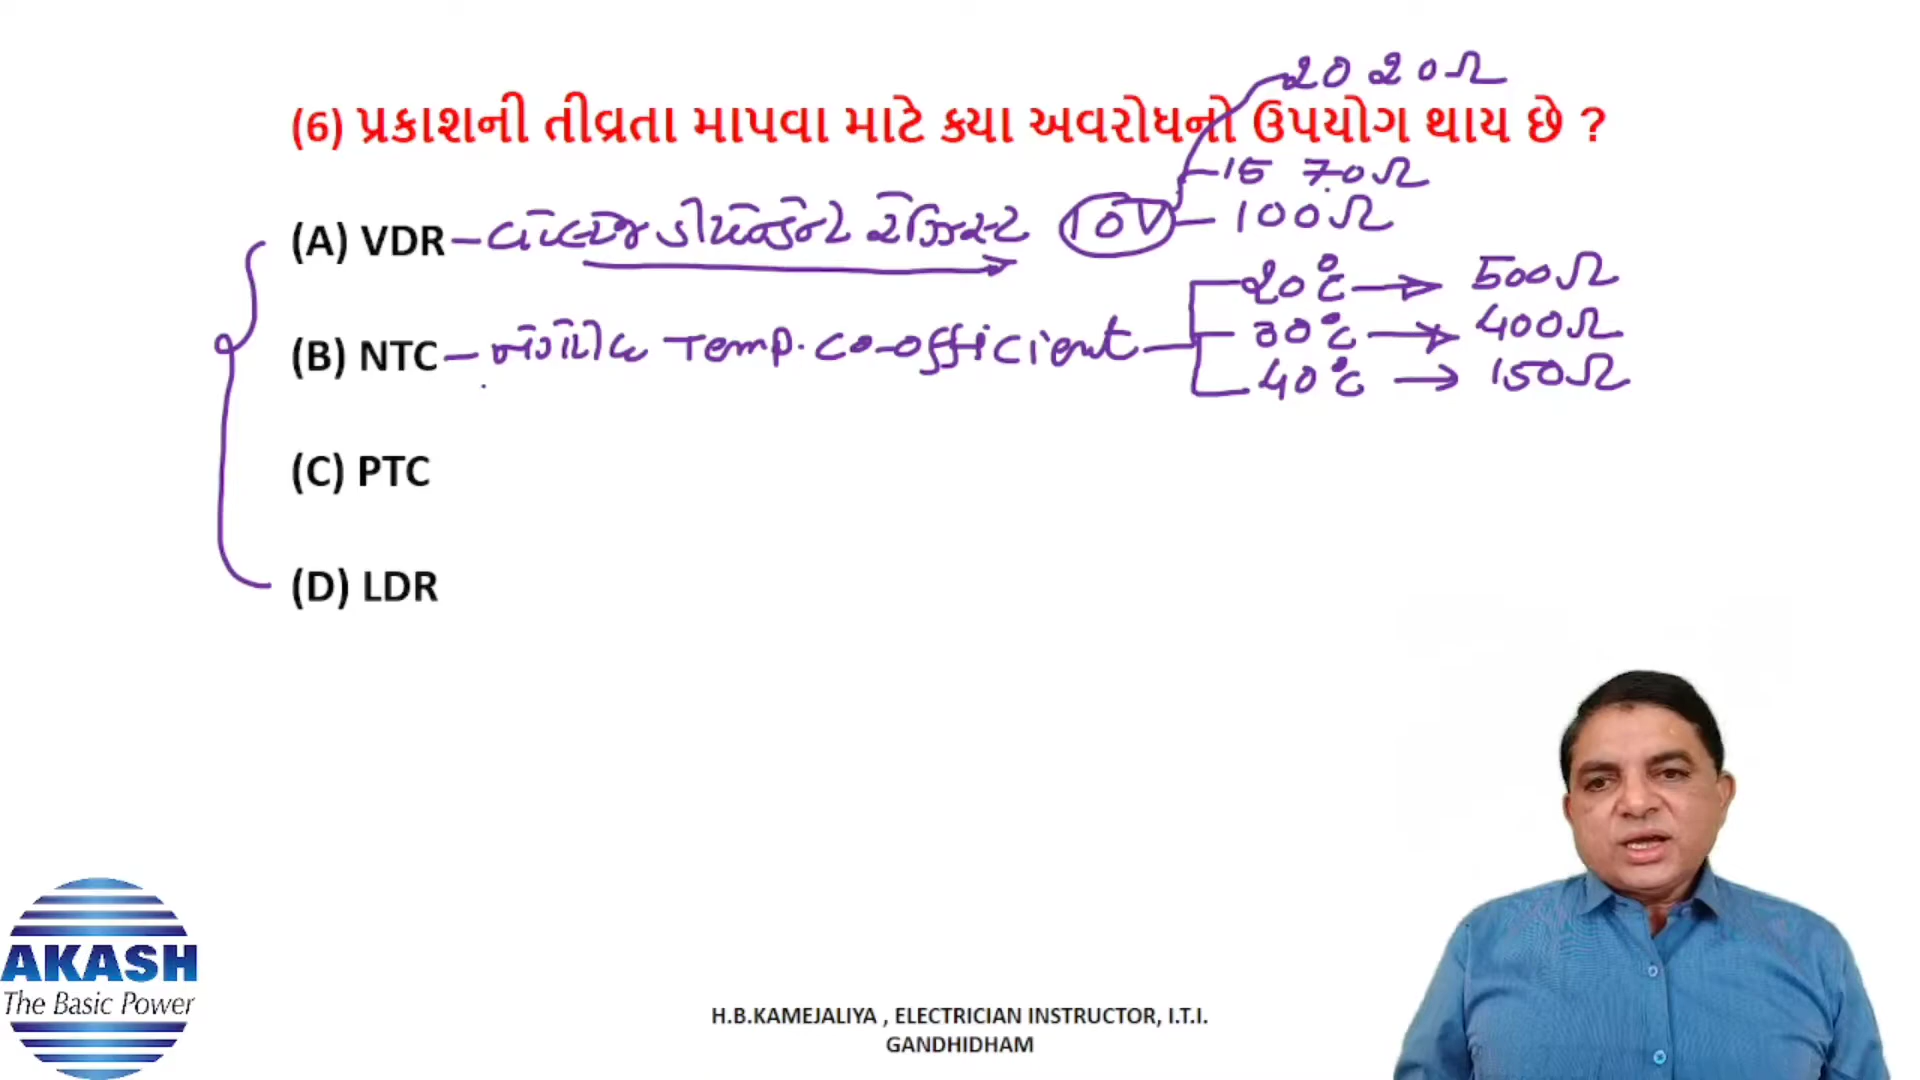 20 20Ω
(6) પ્રકાશની તીવ્રતા માપવા માટે ક્યા અવરોધનો ઉપયોગ થાય છે ?
15 70Ω
(A) VDR - વોલ્ટેજ ડીપેન્ડેન્ટ રેઝિસ્ટર 10V - 100Ω
20°C → 500Ω
(B) NTC - નેગેટીવ Temp. co-officient 30°C → 400Ω
40°C → 150Ω
(C) PTC
(D) LDR
AKASH
The Basic Power
H.B.KAMEJALIYA , ELECTRICIAN INSTRUCTOR, I.T.I.
GANDHIDHAM